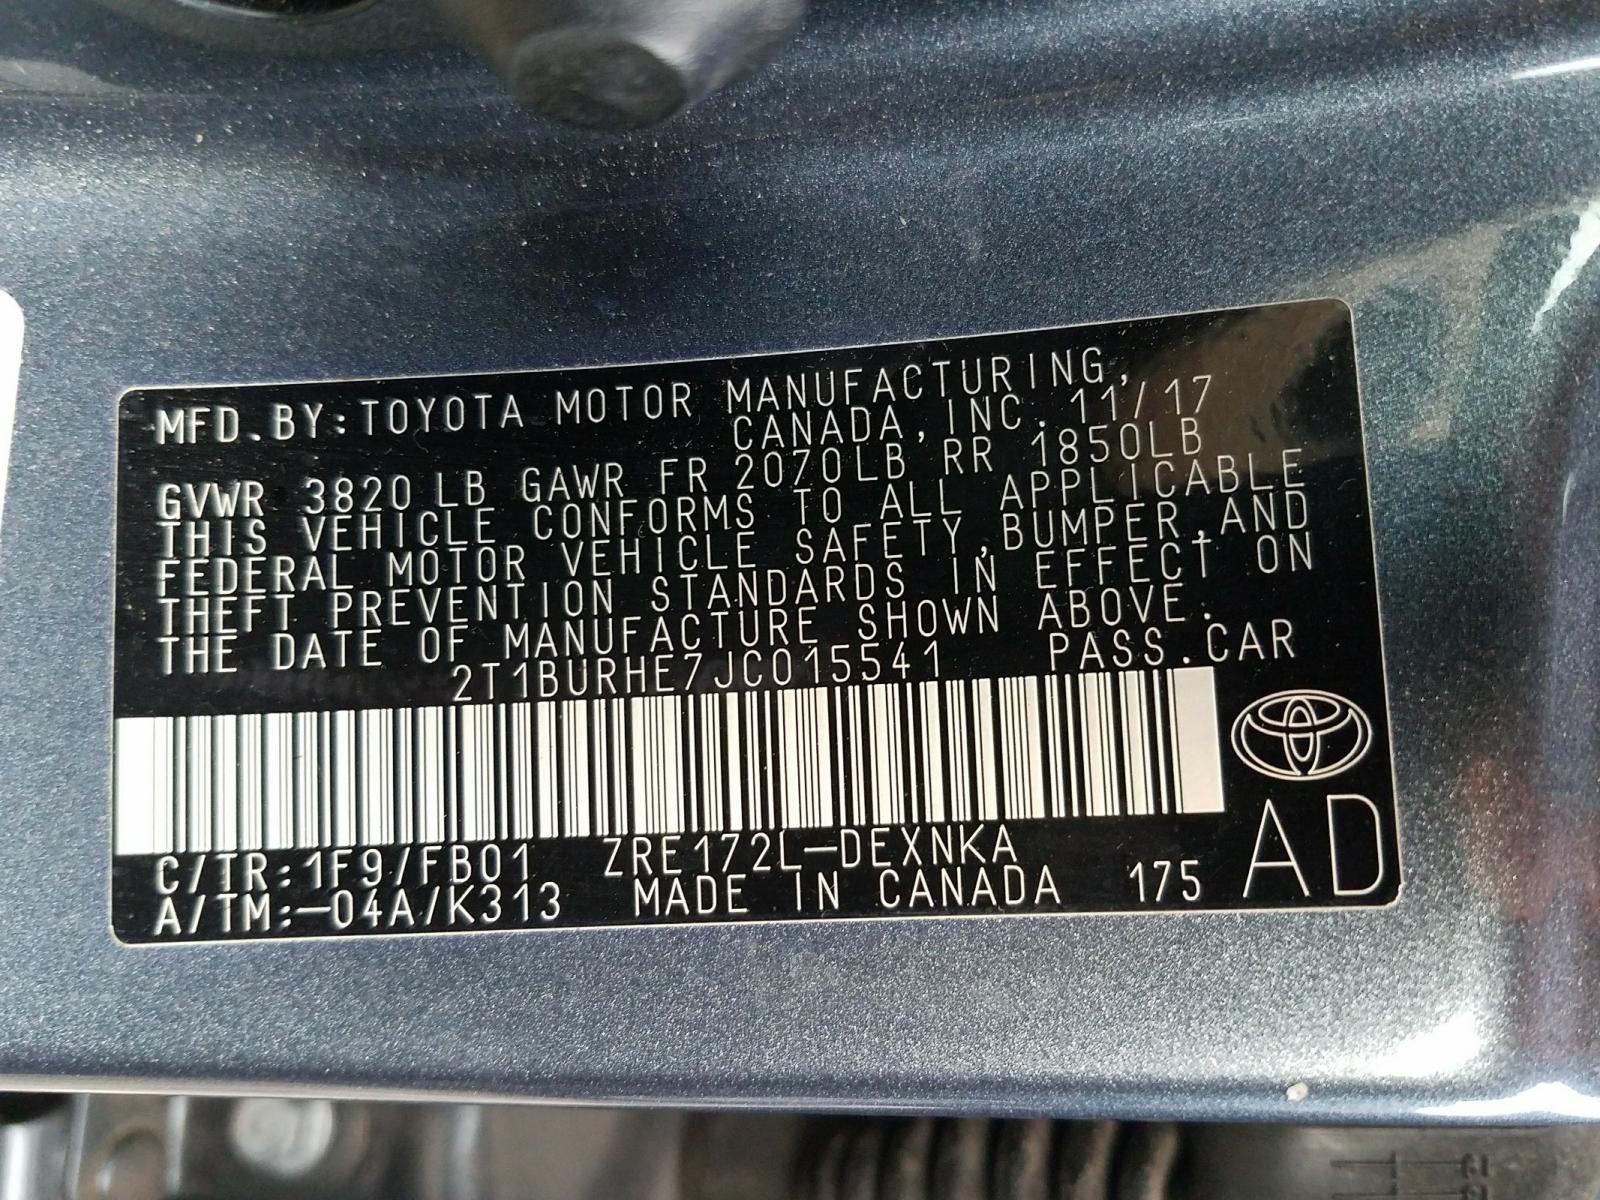 MFD. BY: TOYOTA MOTOR MANUFACTURING,
CANADA, INC. 11/17
GVWR 3820 LB GAWR FR 2070LB RR 1850LB
THIS VEHICLE CONFORMS TO ALL APPLICABLE
FEDERAL MOTOR VEHICLE SAFETY, BUMPER, AND
THEFT PREVENTION STANDARDS IN EFFECT ON
THE DATE OF MANUFACTURE SHOWN ABOVE.
2T1BURHE7JC015541 PASS. CAR
C/TR: 1F9/FB01 ZRE172L-DEXNKA
A/TM:-04A/K313 MADE IN CANADA 175 AD